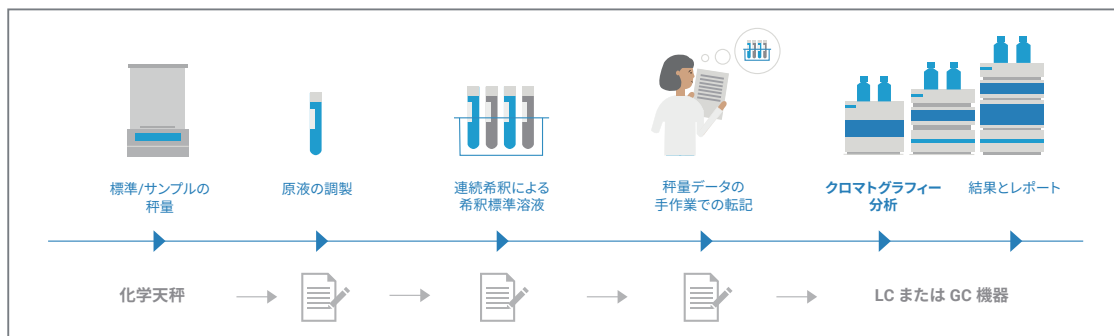 標準/サンプルの
秤量
原液の調製
連続希釈による
希釈標準溶液
秤量データの
手作業での転記
クロマトグラフィー
分析
結果とレポート
化学天秤
LC または GC 機器